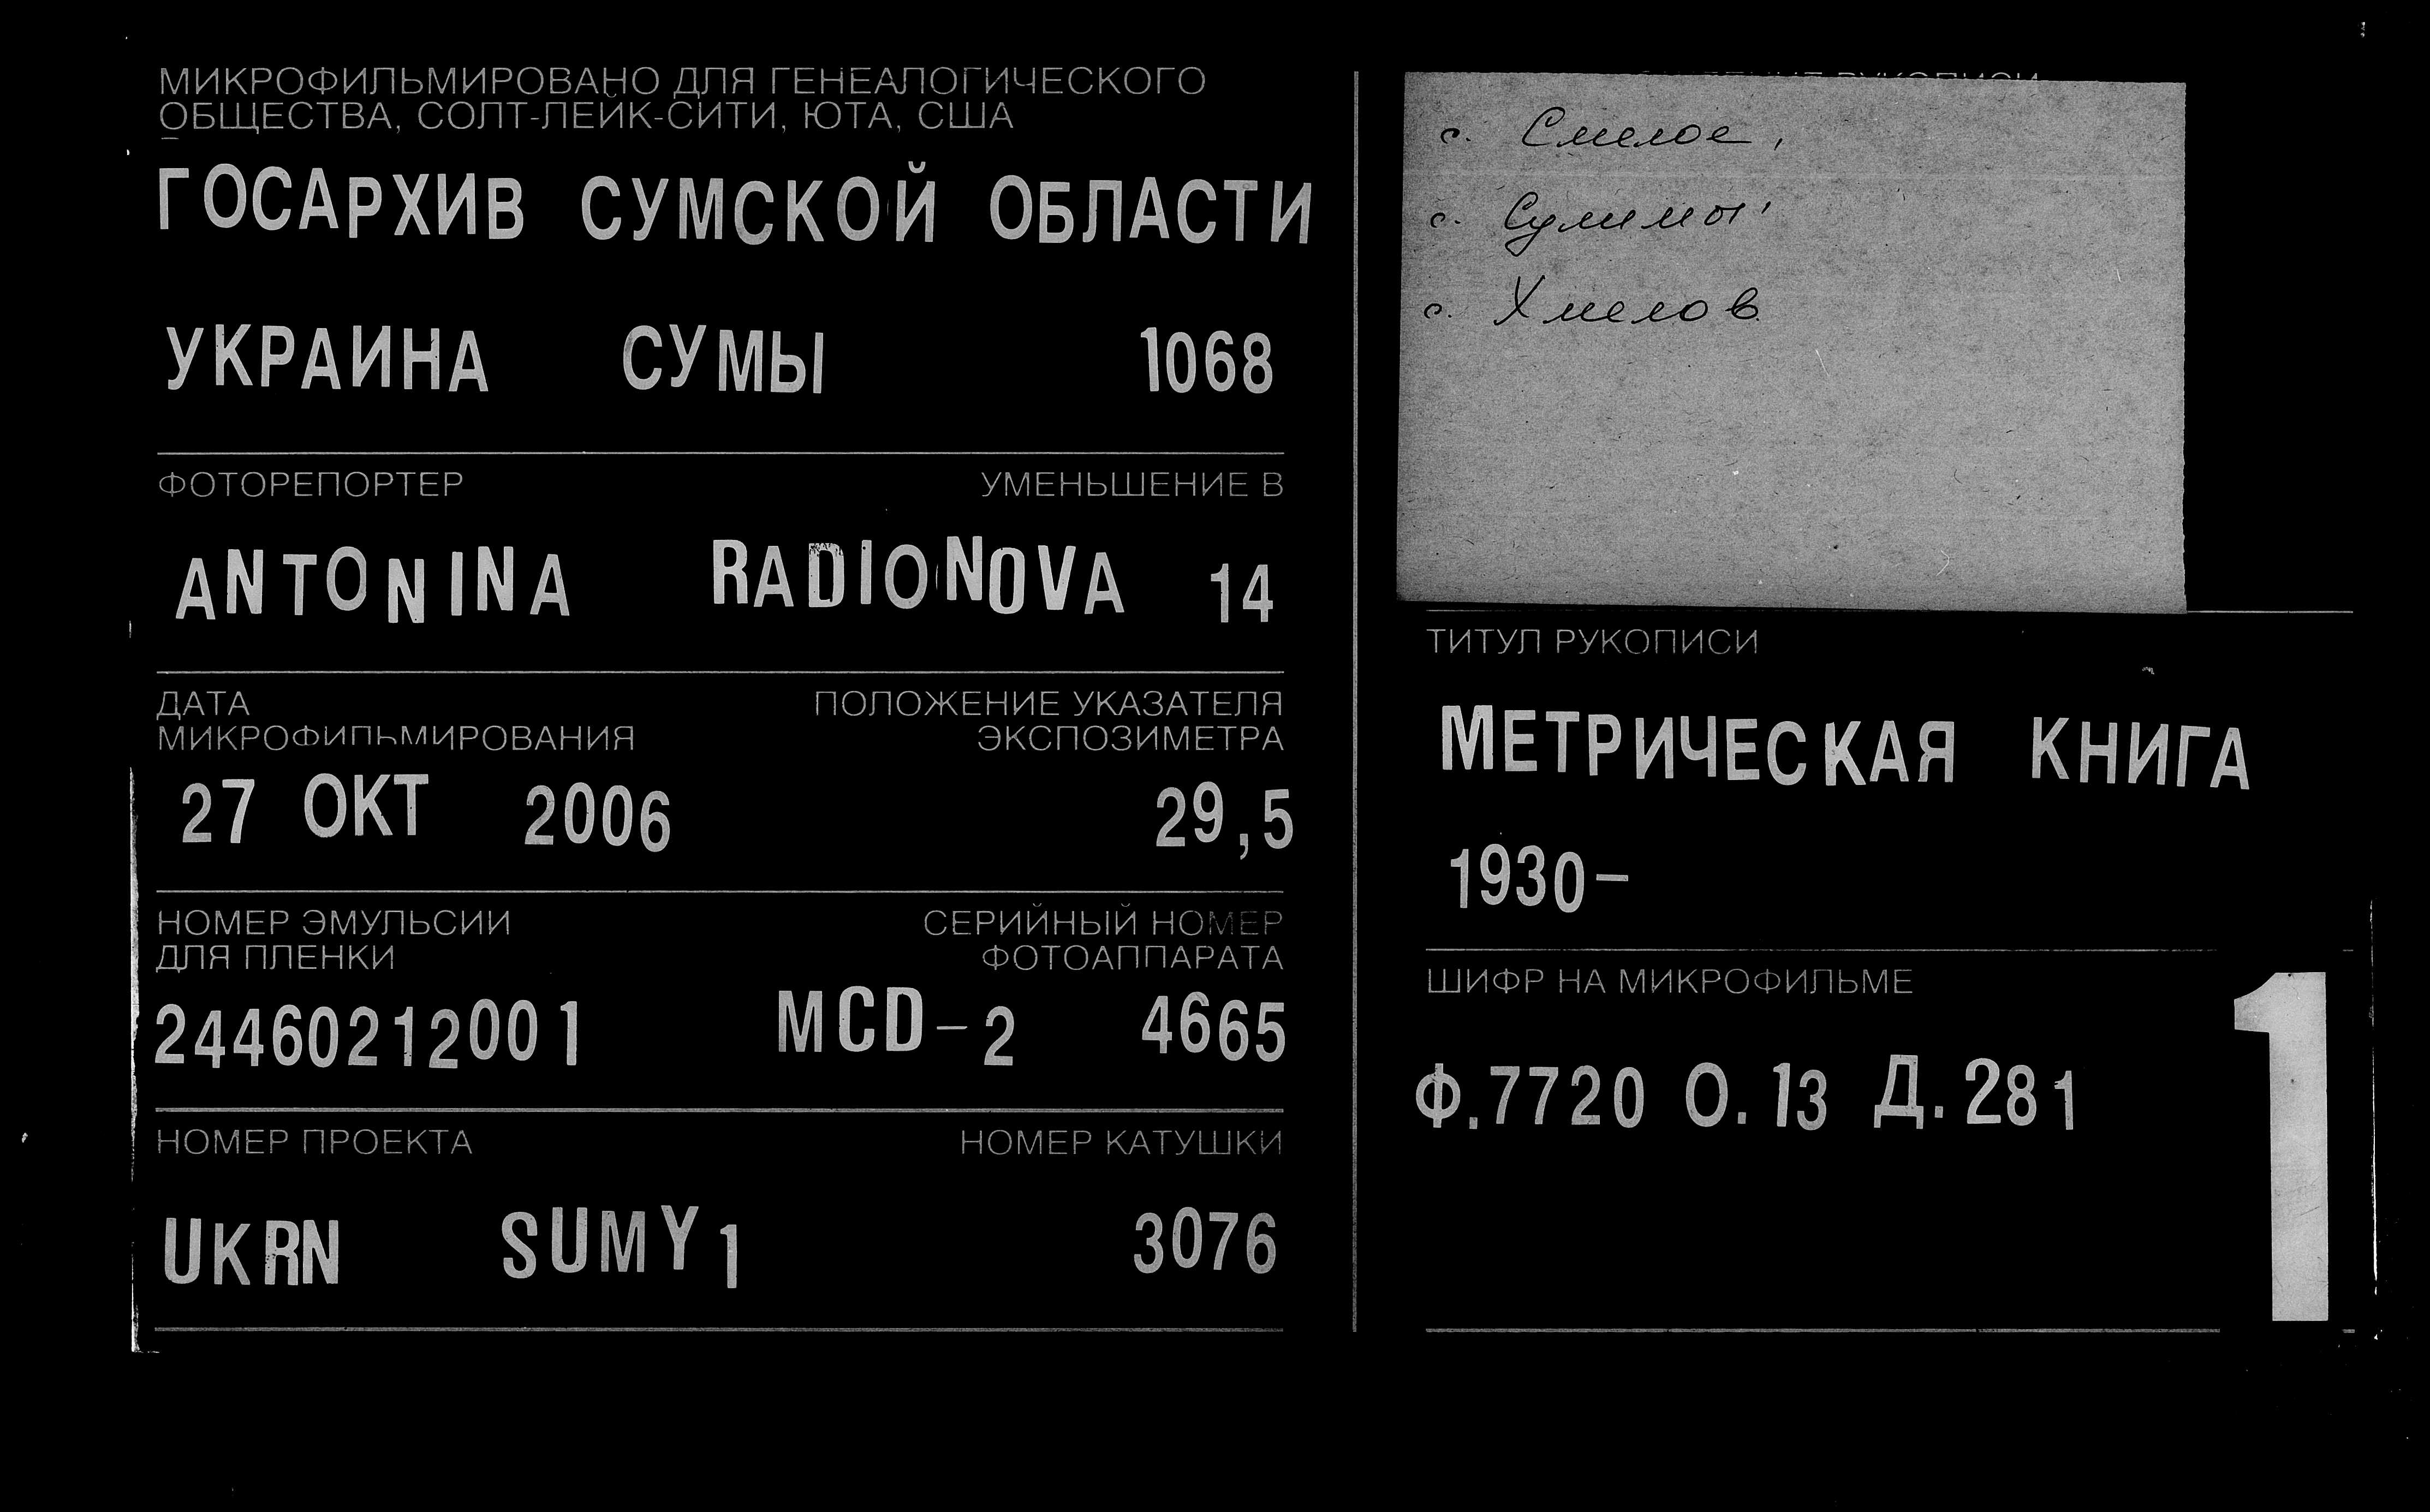 МИКРОФИЛЬМИРОВАНО ДЛЯ ГЕНЕАЛОГИЧЕСКОГО
ОБЩЕСТВА, СОЛТ-ЛЕЙК-СИТИ, ЮТА, США
ГОСАРХИВ СУМСКОЙ ОБЛАСТИ
УКРАИНА СУМЫ 1068
ФОТОРЕПОРТЕР УМЕНЬШЕНИЕ В
ANTONINA RADIONOVA 14
ДАТА ПОЛОЖЕНИЕ УКАЗАТЕЛЯ
МИКРОФИЛЬМИРОВАНИЯ ЭКСПОЗИМЕТРА
27 ОКТ 2006 29,5
НОМЕР ЭМУЛЬСИИ СЕРИЙНЫЙ НОМЕР
ДЛЯ ПЛЕНКИ ФОТОАППАРАТА
24460212001 MCD-2 4665
НОМЕР ПРОЕКТА НОМЕР КАТУШКИ
UKRN SUMY1 3076
РУКОПИСИ
с. Смелое,
с. Сулимы
с. Хмелов
ТИТУЛ РУКОПИСИ
МЕТРИЧЕСКАЯ КНИГА
1930-
ШИФР НА МИКРОФИЛЬМЕ
Ф.7720 О.13 Д.281
1